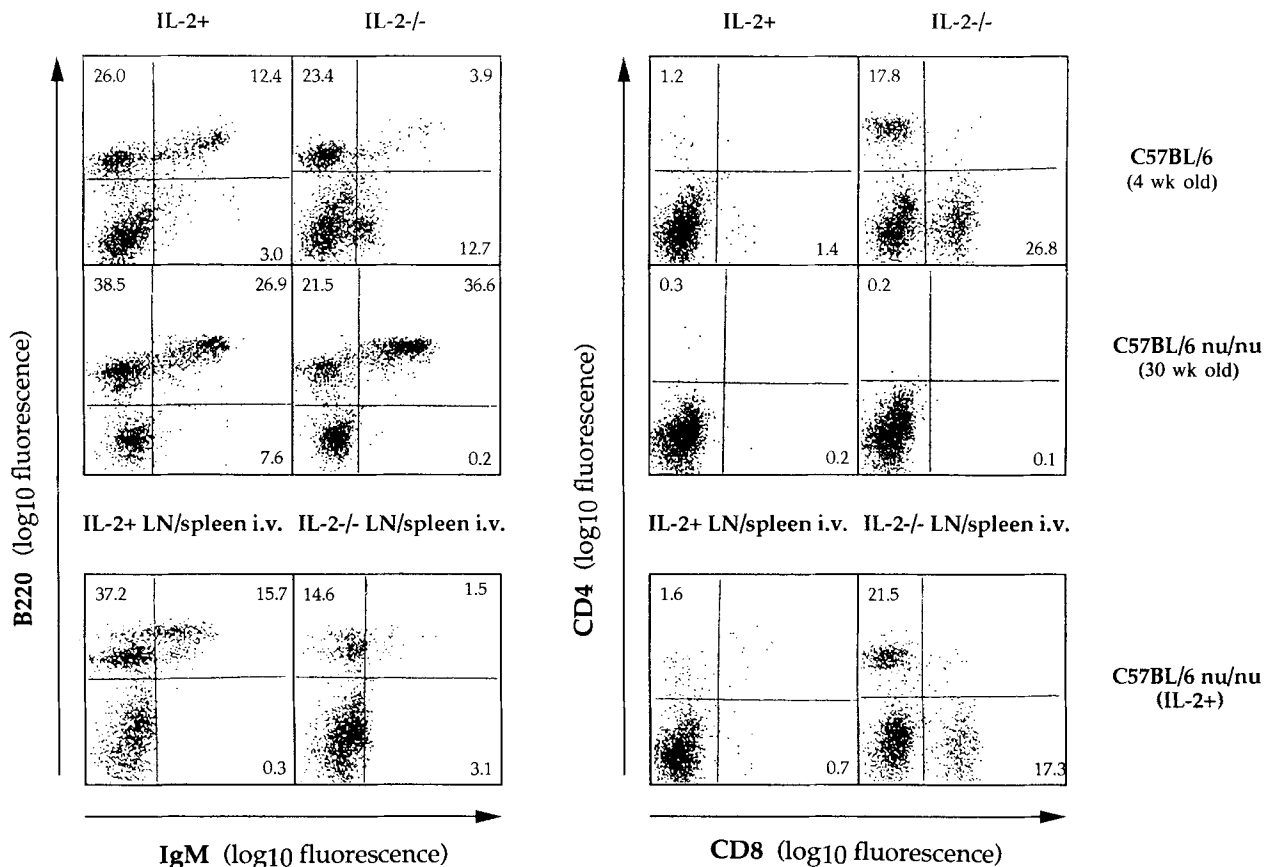 IL-2+ IL-2-/- IL-2+ IL-2-/-
26.0 12.4 23.4 3.9 1.2 17.8
C57BL/6
(4 wk old)
3.0 12.7 1.4 26.8
38.5 26.9 21.5 36.6 0.3 0.2
C57BL/6 nu/nu
(30 wk old)
7.6 0.2 0.2 0.1
IL-2+ LN/spleen i.v. IL-2-/- LN/spleen i.v. IL-2+ LN/spleen i.v. IL-2-/- LN/spleen i.v.
37.2 15.7 14.6 1.5 1.6 21.5
C57BL/6 nu/nu
(IL-2+)
0.3 3.1 0.7 17.3
B220 (log10 fluorescence)
CD4 (log10 fluorescence)
IgM (log10 fluorescence)
CD8 (log10 fluorescence)